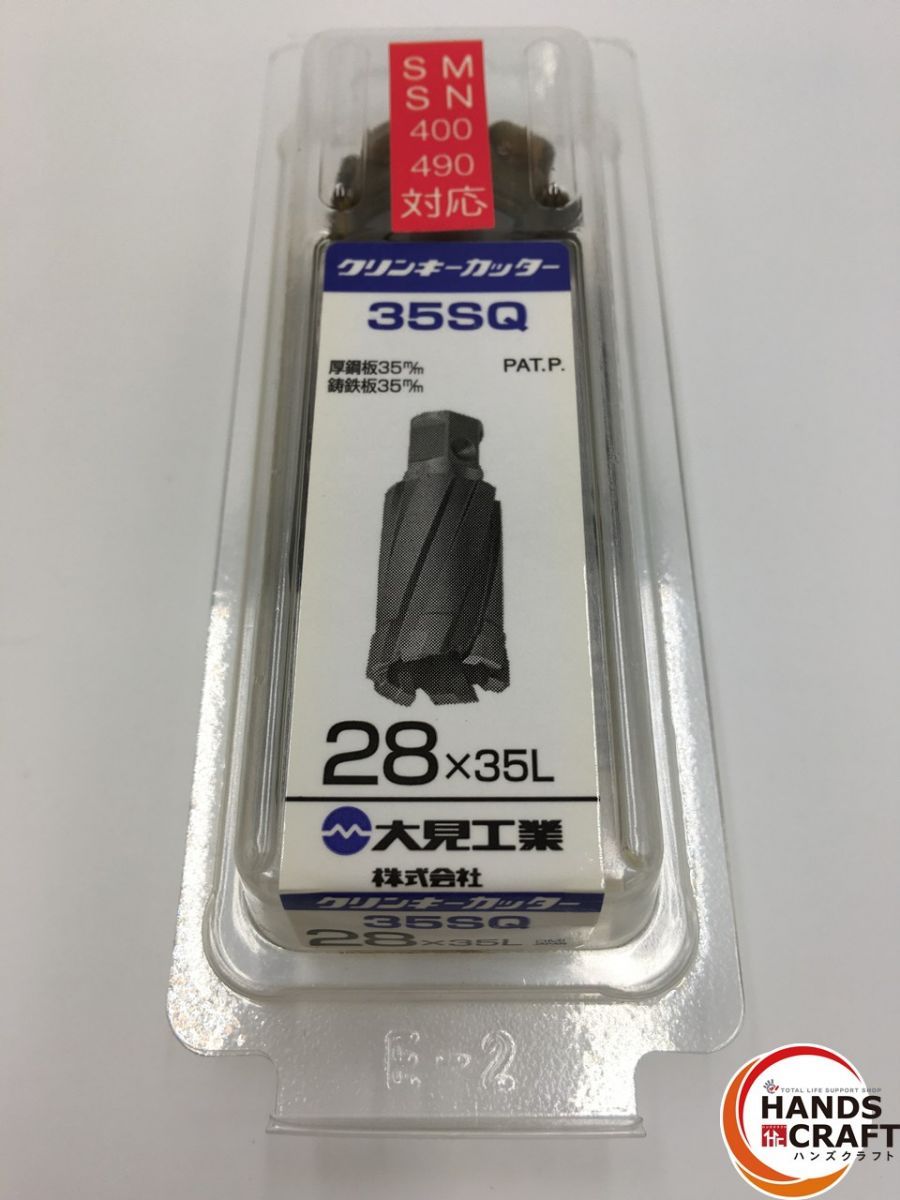 SM
SN
400
490
対応
クリンキーカッター
35SQ
厚鋼板35m/m
鋳鉄板35m/m
PAT.P.
28×35L
大見工業
株式会社
クリンキーカッター
35SQ
28×35L
E-2
TOTAL LIFE SUPPORT SHOP
HANDS
CRAFT
ハンズクラフト